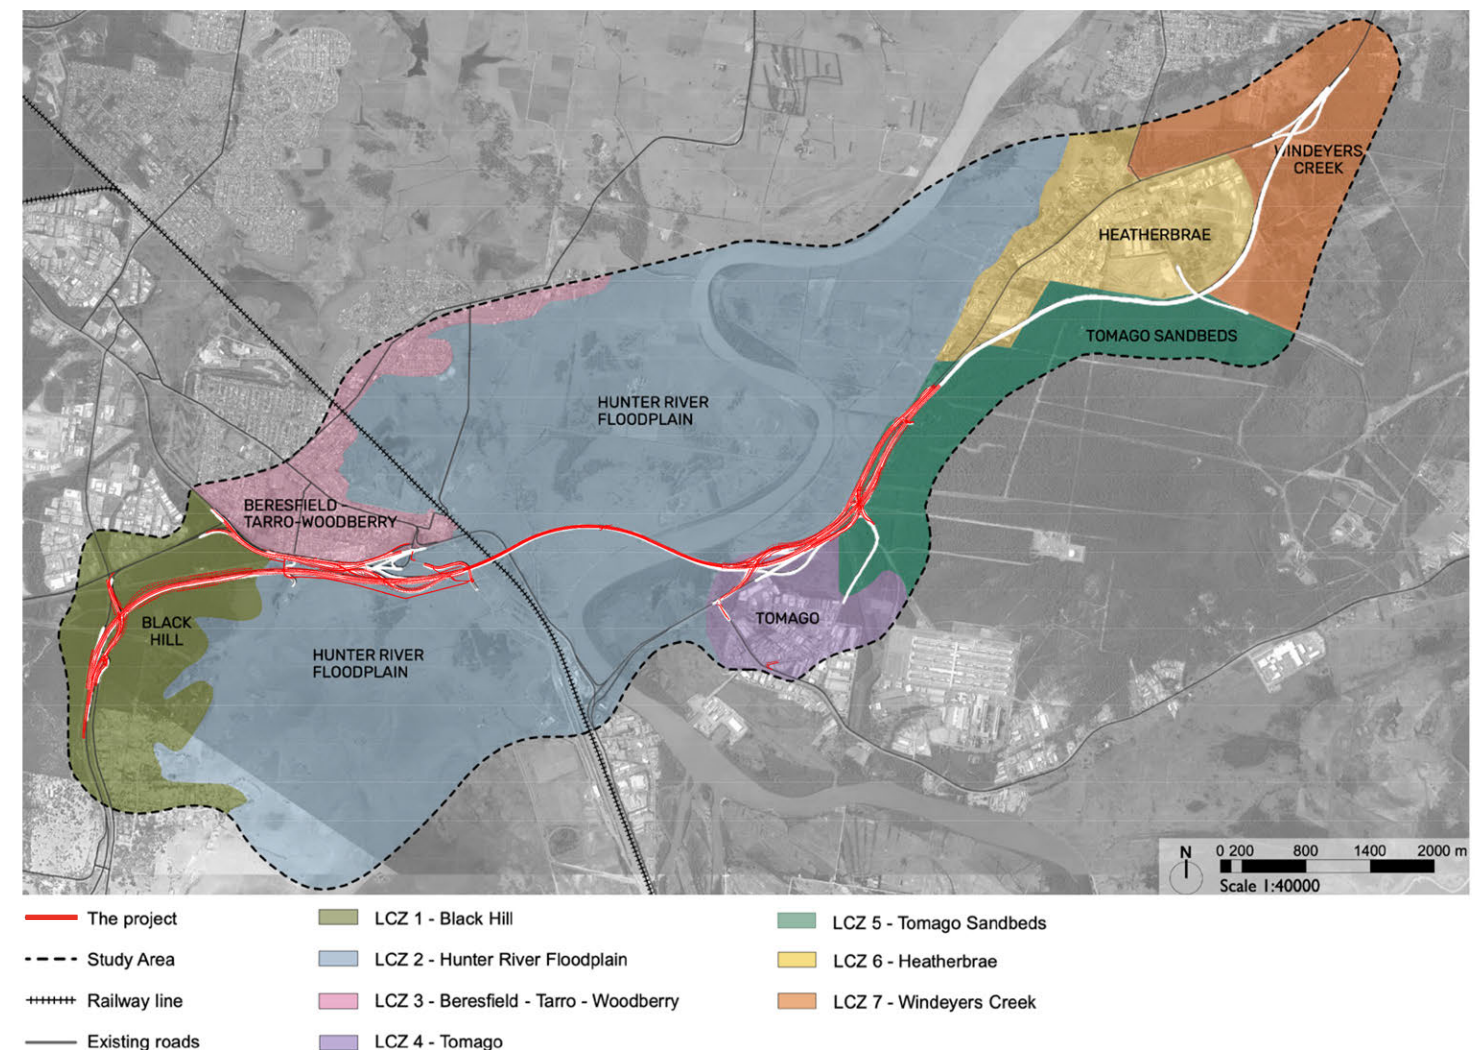 WINDEYERS
CREEK
HEATHERBRAE
TOMAGO SANDBEDS
HUNTER RIVER
FLOODPLAIN
BERESFIELD -
TARRO-WOODBERRY
BLACK
HILL
TOMAGO
HUNTER RIVER
FLOODPLAIN
N
0 200 800 1400 2000 m
Scale 1:40000
The project
Study Area
Railway line
Existing roads
LCZ 1 - Black Hill
LCZ 2 - Hunter River Floodplain
LCZ 3 - Beresfield - Tarro - Woodberry
LCZ 4 - Tomago
LCZ 5 - Tomago Sandbeds
LCZ 6 - Heatherbrae
LCZ 7 - Windeyers Creek